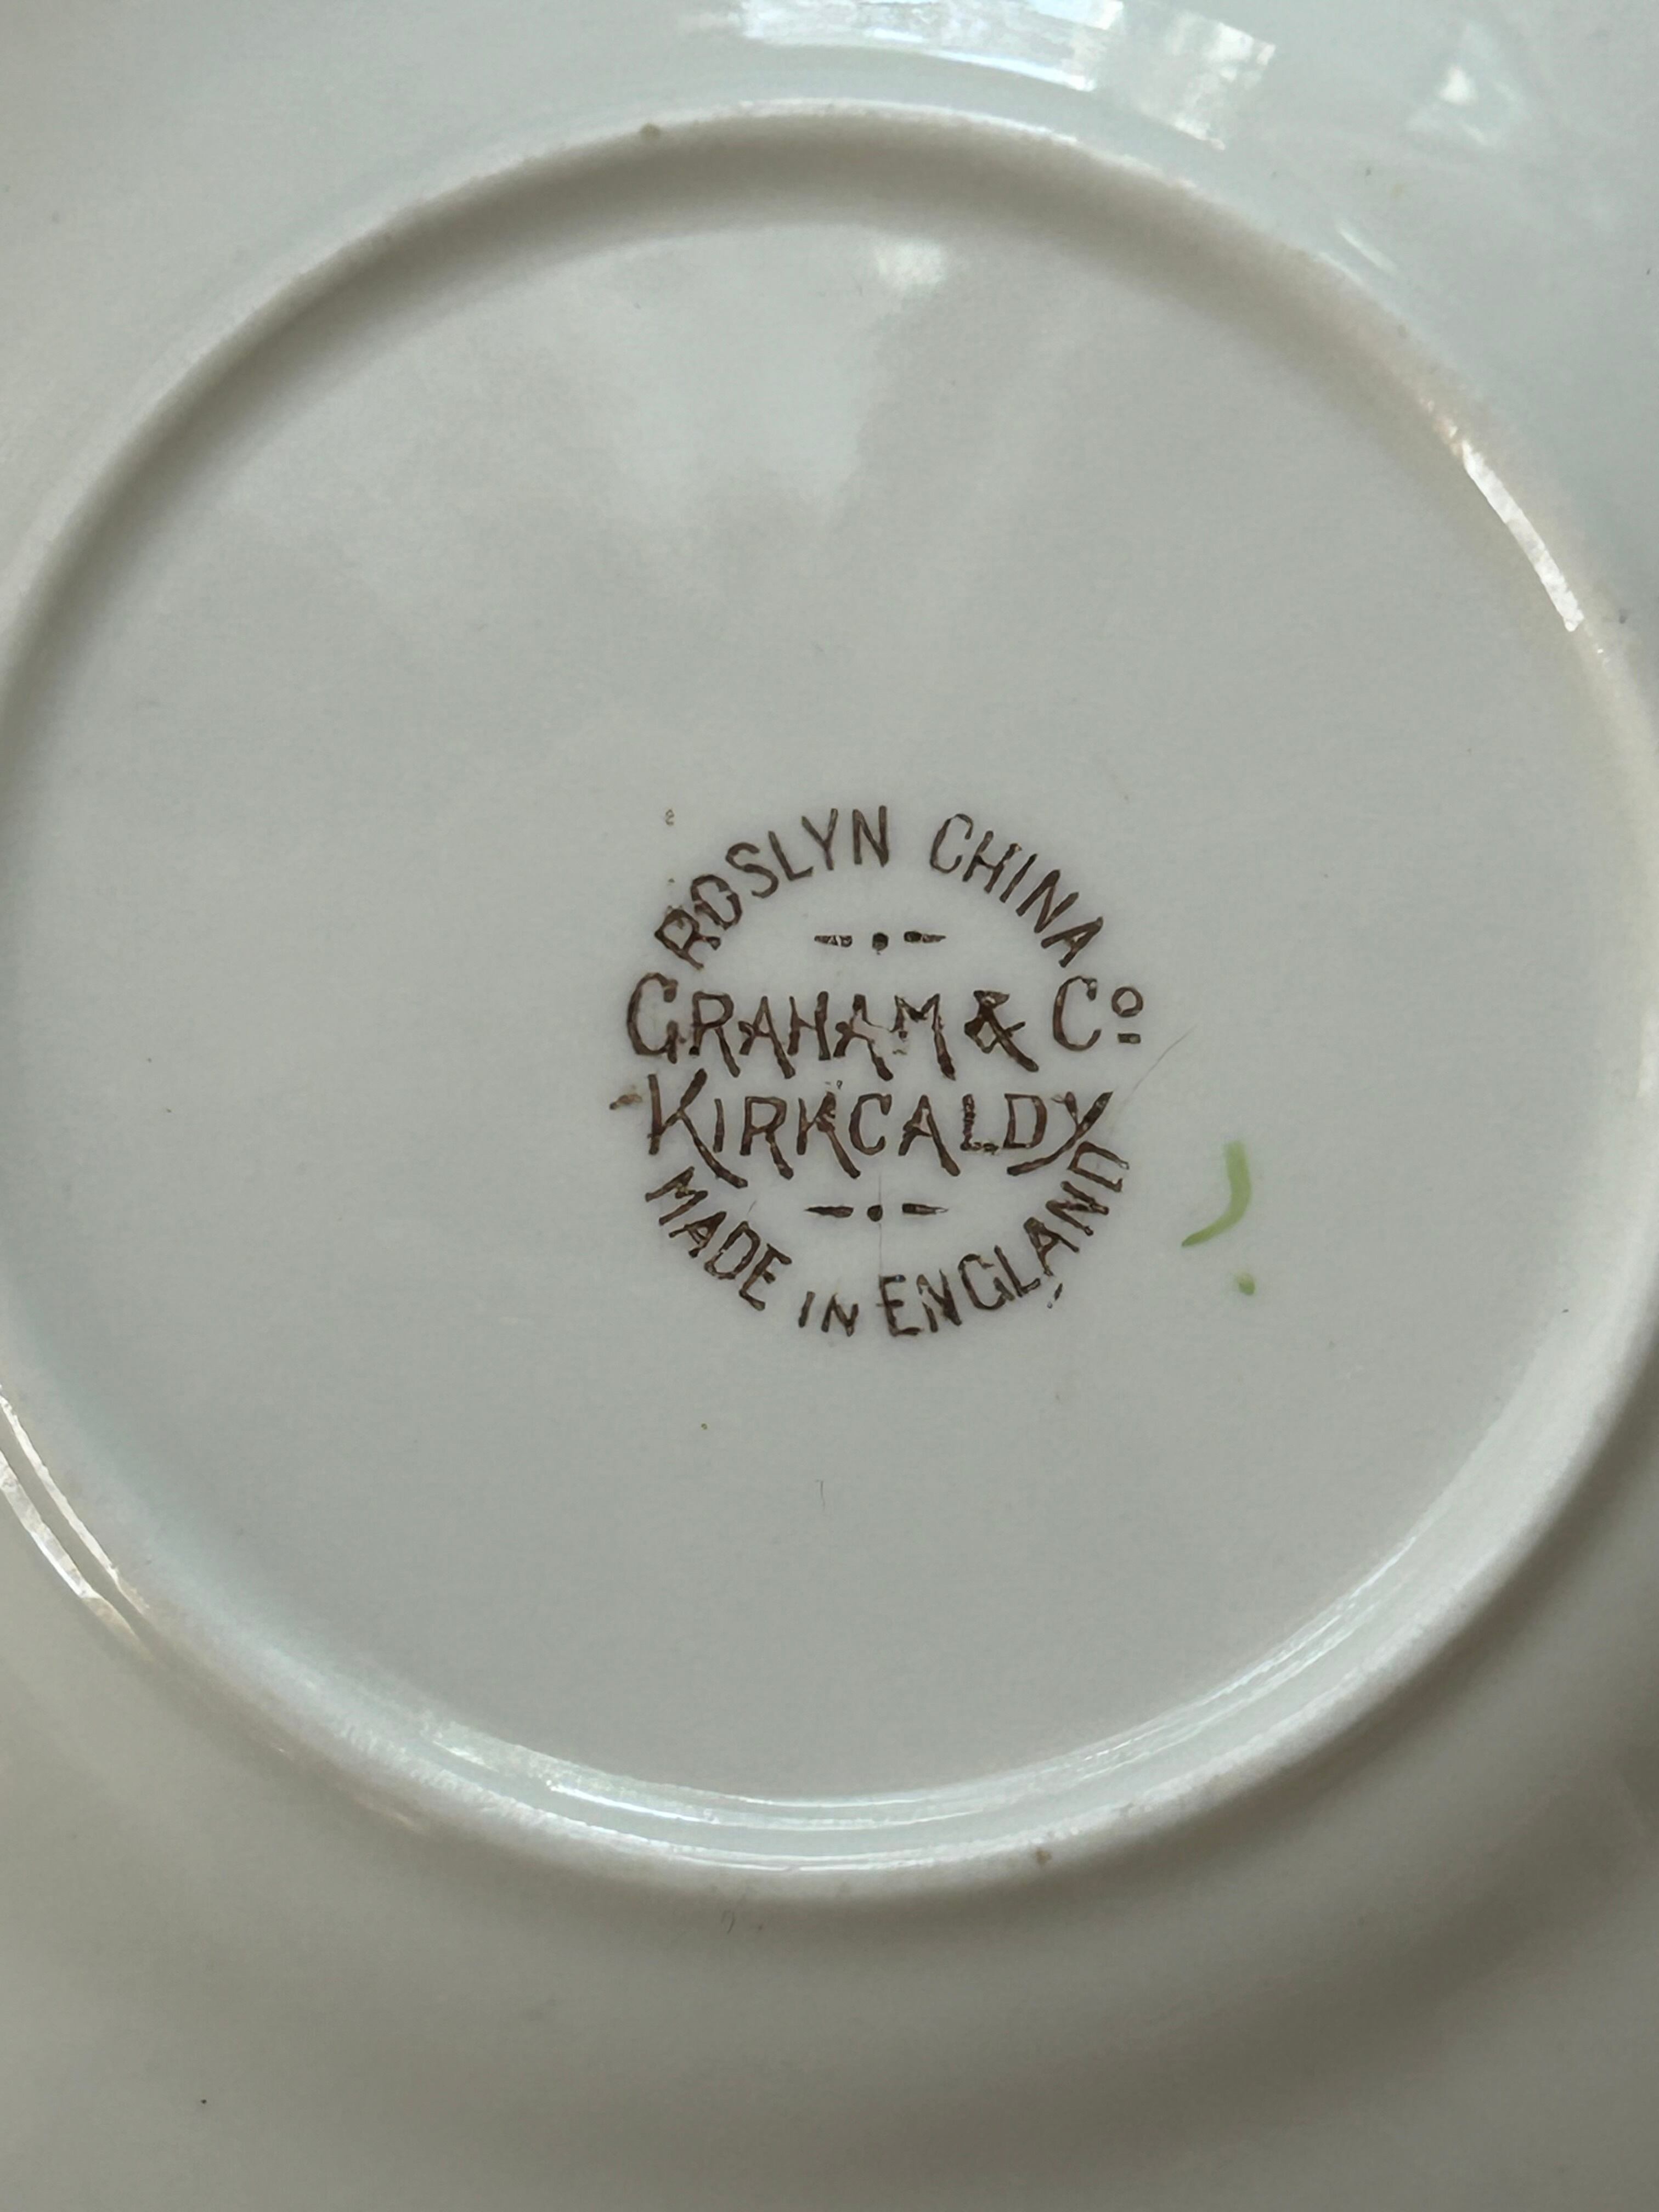 ROSLYN CHINA
GRAHAM & Cº
KIRKCALDY
MADE IN ENGLAND